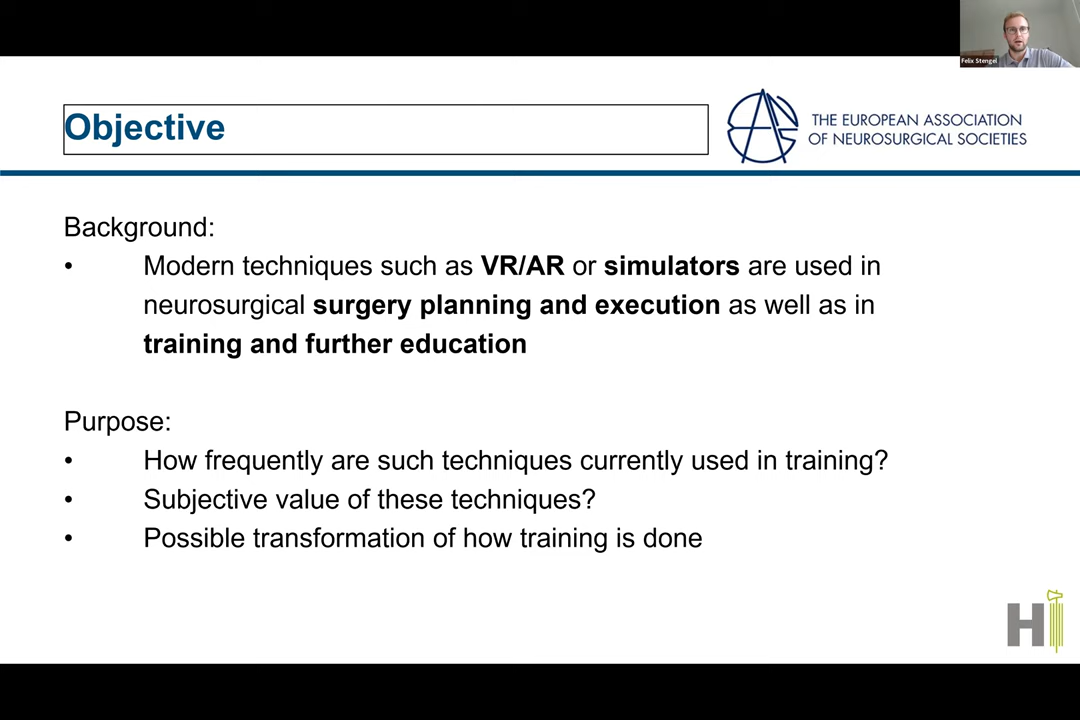 Felix Stengel
Objective
THE EUROPEAN ASSOCIATION
OF NEUROSURGICAL SOCIETIES
Background:
• Modern techniques such as VR/AR or simulators are used in
neurosurgical surgery planning and execution as well as in
training and further education
Purpose:
• How frequently are such techniques currently used in training?
• Subjective value of these techniques?
• Possible transformation of how training is done
H